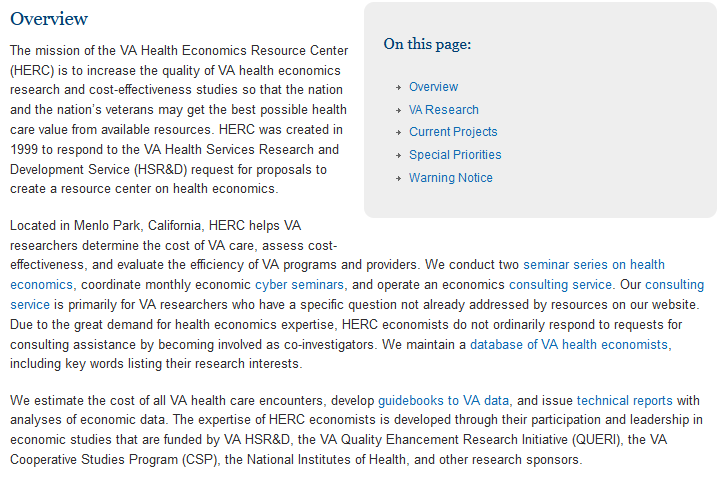 Overview
The mission of the VA Health Economics Resource Center
(HERC) is to increase the quality of VA health economics
research and cost-effectiveness studies so that the nation
and the nation's veterans may get the best possible health
care value from available resources. HERC was created in
1999 to respond to the VA Health Services Research and
Development Service (HSR&D) request for proposals to
create a resource center on health economics.
On this page:
Overview
VA Research
Current Projects
Special Priorities
Warning Notice
Located in Menlo Park, California, HERC helps VA
researchers determine the cost of VA care, assess cost-
effectiveness, and evaluate the efficiency of VA programs and providers. We conduct two seminar series on health
economics, coordinate monthly economic cyber seminars, and operate an economics consulting service. Our consulting
service is primarily for VA researchers who have a specific question not already addressed by resources on our website.
Due to the great demand for health economics expertise, HERC economists do not ordinarily respond to requests for
consulting assistance by becoming involved as co-investigators. We maintain a database of VA health economists,
including key words listing their research interests.
We estimate the cost of all VA health care encounters, develop guidebooks to VA data, and issue technical reports with
analyses of economic data. The expertise of HERC economists is developed through their participation and leadership in
economic studies that are funded by VA HSR&D, the VA Quality Ehancement Research Initiative (QUERI), the VA
Cooperative Studies Program (CSP), the National Institutes of Health, and other research sponsors.